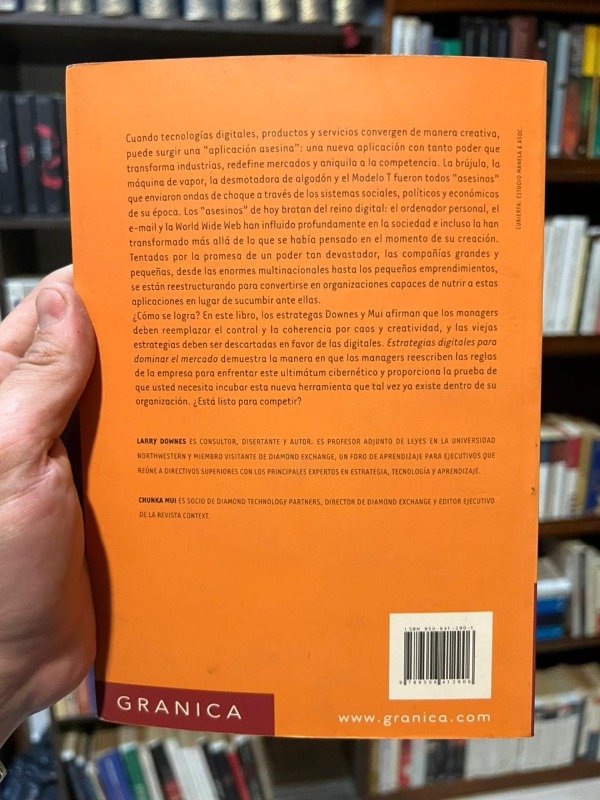 Cuando tecnologías digitales, productos y servicios convergen de manera creativa,
puede surgir una "aplicación asesina": una nueva aplicación con tanto poder que
transforma industrias, redefine mercados y aniquila a la competencia. La brújula, la
máquina de vapor, la desmotadora de algodón y el Modelo T fueron todos "asesinos"
que enviaron ondas de choque a través de los sistemas sociales, políticos y económicos
de su época. Los "asesinos" de hoy brotan del reino digital: el ordenador personal, el
e-mail y la World Wide Web han influido profundamente en la sociedad e incluso la han
transformado más allá de lo que se había pensado en el momento de su creación.
Tentadas por la promesa de un poder tan devastador, las compañías grandes y
pequeñas, desde las enormes multinacionales hasta los pequeños emprendimientos,
se están reestructurando para convertirse en organizaciones capaces de nutrir a estas
aplicaciones en lugar de sucumbir ante ellas.
¿Cómo se logra? En este libro, los estrategas Downes y Mui afirman que los managers
deben reemplazar el control y la coherencia por caos y creatividad, y las viejas
estrategias deben ser descartadas en favor de las digitales. Estrategias digitales para
dominar el mercado demuestra la manera en que los managers reescriben las reglas
de la empresa para enfrentar este ultimátum cibernético y proporciona la prueba de
que usted necesita incubar esta nueva herramienta que tal vez ya existe dentro de su
organización. ¿Está listo para competir?
LARRY DOWNES ES CONSULTOR, DISERTANTE Y AUTOR. ES PROFESOR ADJUNTO DE LEYES EN LA UNIVERSIDAD
NORTHWESTERN Y MIEMBRO VISITANTE DE DIAMOND EXCHANGE, UN FORO DE APRENDIZAJE PARA EJECUTIVOS QUE
REÚNE A DIRECTIVOS SUPERIORES CON LOS PRINCIPALES EXPERTOS EN ESTRATEGIA, TECNOLOGÍA Y APRENDIZAJE.
CHUNKA MUI ES SOCIO DE DIAMOND TECHNOLOGY PARTNERS, DIRECTOR DE DIAMOND EXCHANGE Y EDITOR EJECUTIVO
DE LA REVISTA CONTEXT.
CUBIERTA: ESTUDIO MANELA & ASOC.
ISBN 950-641-290-1
9 789506 412906
GRANICA
www.granica.com